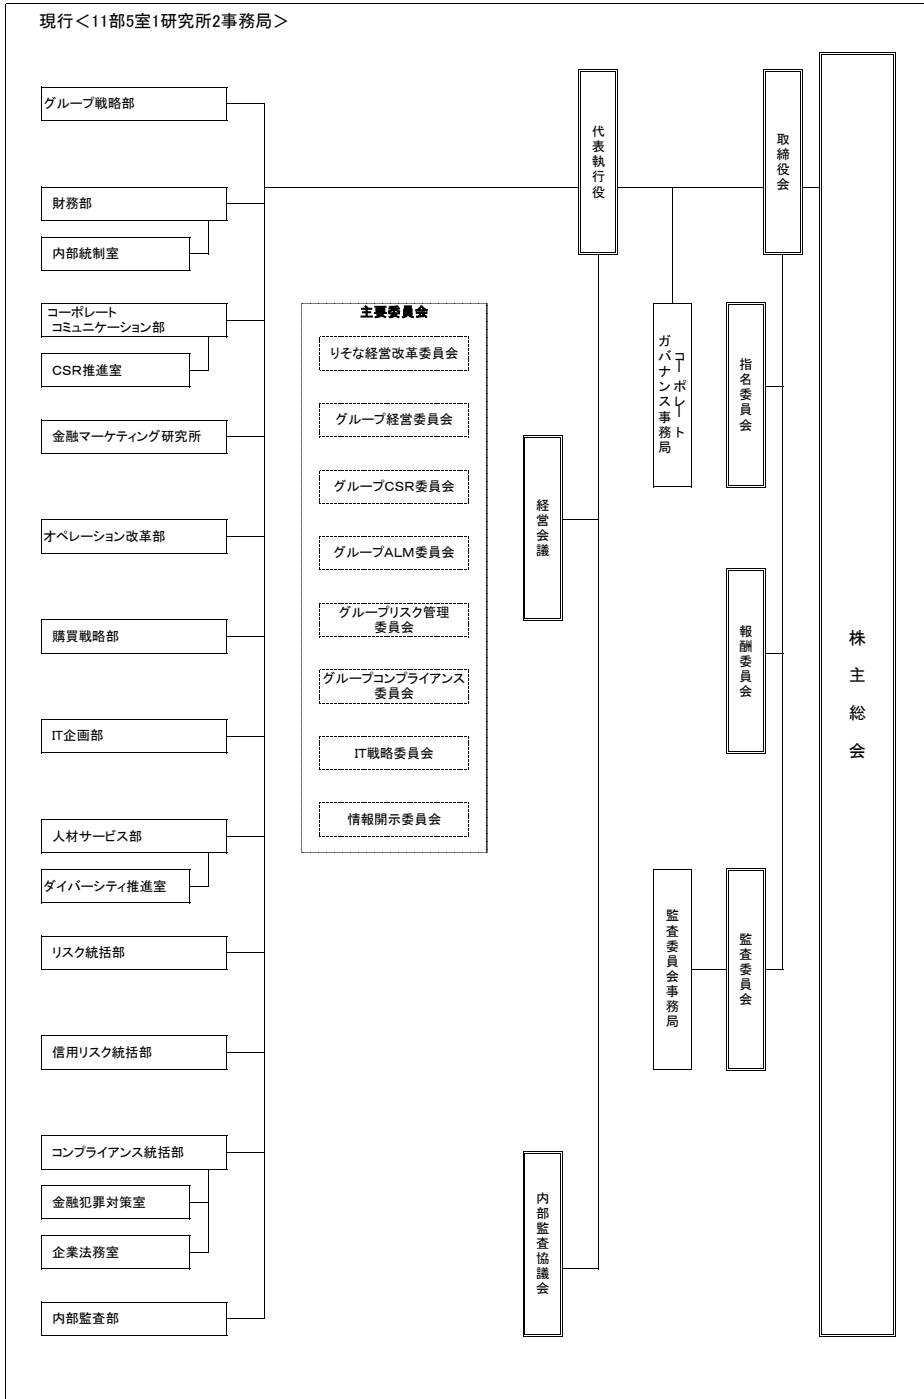 現行＜11部5室1研究所2事務局＞
グループ戦略部
財務部
内部統制室
コーポレート
コミュニケーション部
CSR推進室
金融マーケティング研究所
オペレーション改革部
購買戦略部
IT企画部
人材サービス部
ダイバーシティ推進室
リスク統括部
信用リスク統括部
コンプライアンス統括部
金融犯罪対策室
企業法務室
内部監査部
主要委員会
りそな経営改革委員会
グループ経営委員会
グループCSR委員会
グループALM委員会
グループリスク管理
委員会
グループコンプライアンス
委員会
IT戦略委員会
情報開示委員会
代表執行役
経営会議
内部監査協議会
コーポレート
ガバナンス事務局
監査委員会事務局
取締役会
指名委員会
報酬委員会
監査委員会
株主総会